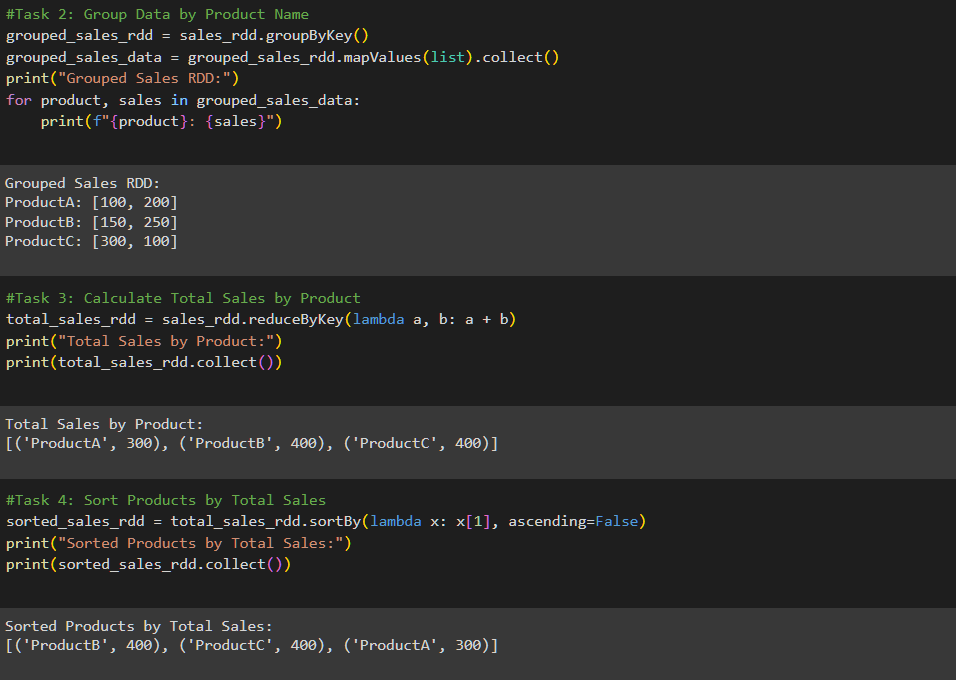 #Task 2: Group Data by Product Name
grouped_sales_rdd = sales_rdd.groupByKey()
grouped_sales_data = grouped_sales_rdd.mapValues(list).collect()
print("Grouped Sales RDD:")
for product, sales in grouped_sales_data:
    print(f"{product}: {sales}")
Grouped Sales RDD:
ProductA: [100, 200]
ProductB: [150, 250]
ProductC: [300, 100]
#Task 3: Calculate Total Sales by Product
total_sales_rdd = sales_rdd.reduceByKey(lambda a, b: a + b)
print("Total Sales by Product:")
print(total_sales_rdd.collect())
Total Sales by Product:
[('ProductA', 300), ('ProductB', 400), ('ProductC', 400)]
#Task 4: Sort Products by Total Sales
sorted_sales_rdd = total_sales_rdd.sortBy(lambda x: x[1], ascending=False)
print("Sorted Products by Total Sales:")
print(sorted_sales_rdd.collect())
Sorted Products by Total Sales:
[('ProductB', 400), ('ProductC', 400), ('ProductA', 300)]